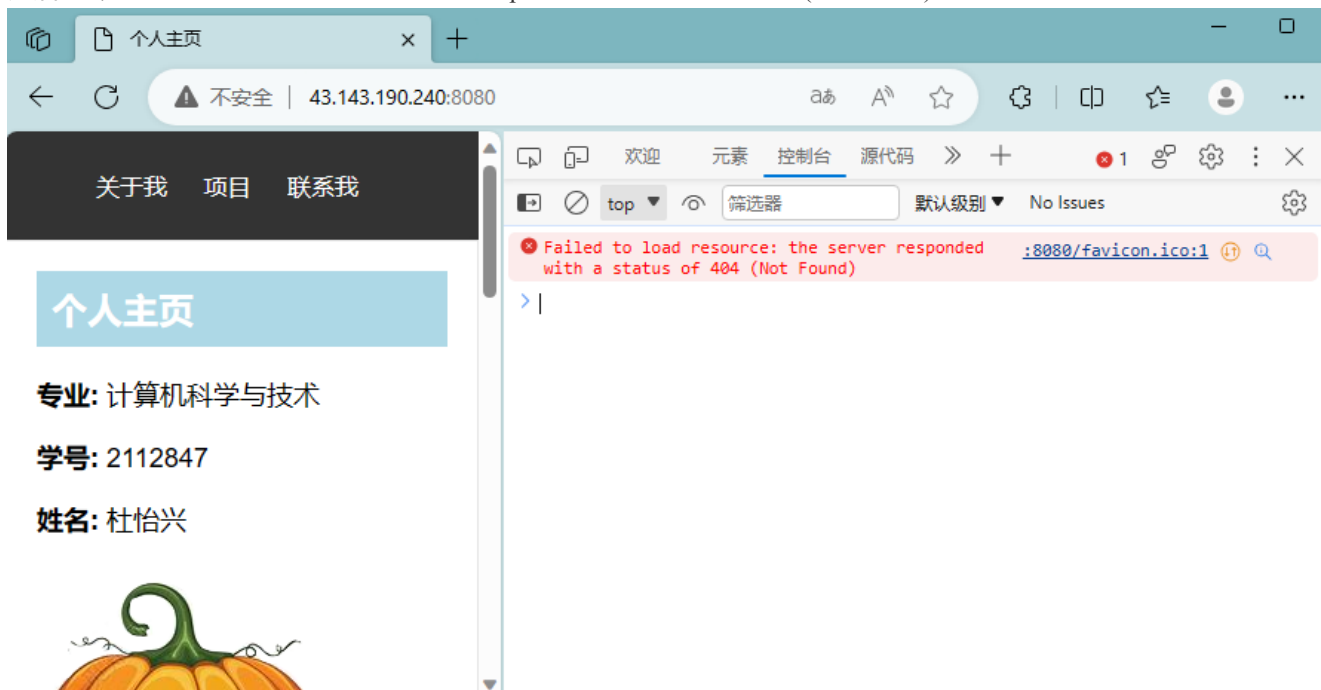 个人主页
不安全 | 43.143.190.240:8080
关于我 项目 联系我
欢迎 元素 控制台 源代码 1
top 筛选器 默认级别 No Issues
Failed to load resource: the server responded :8080/favicon.ico:1
with a status of 404 (Not Found)
个人主页
专业: 计算机科学与技术
学号: 2112847
姓名: 杜怡兴